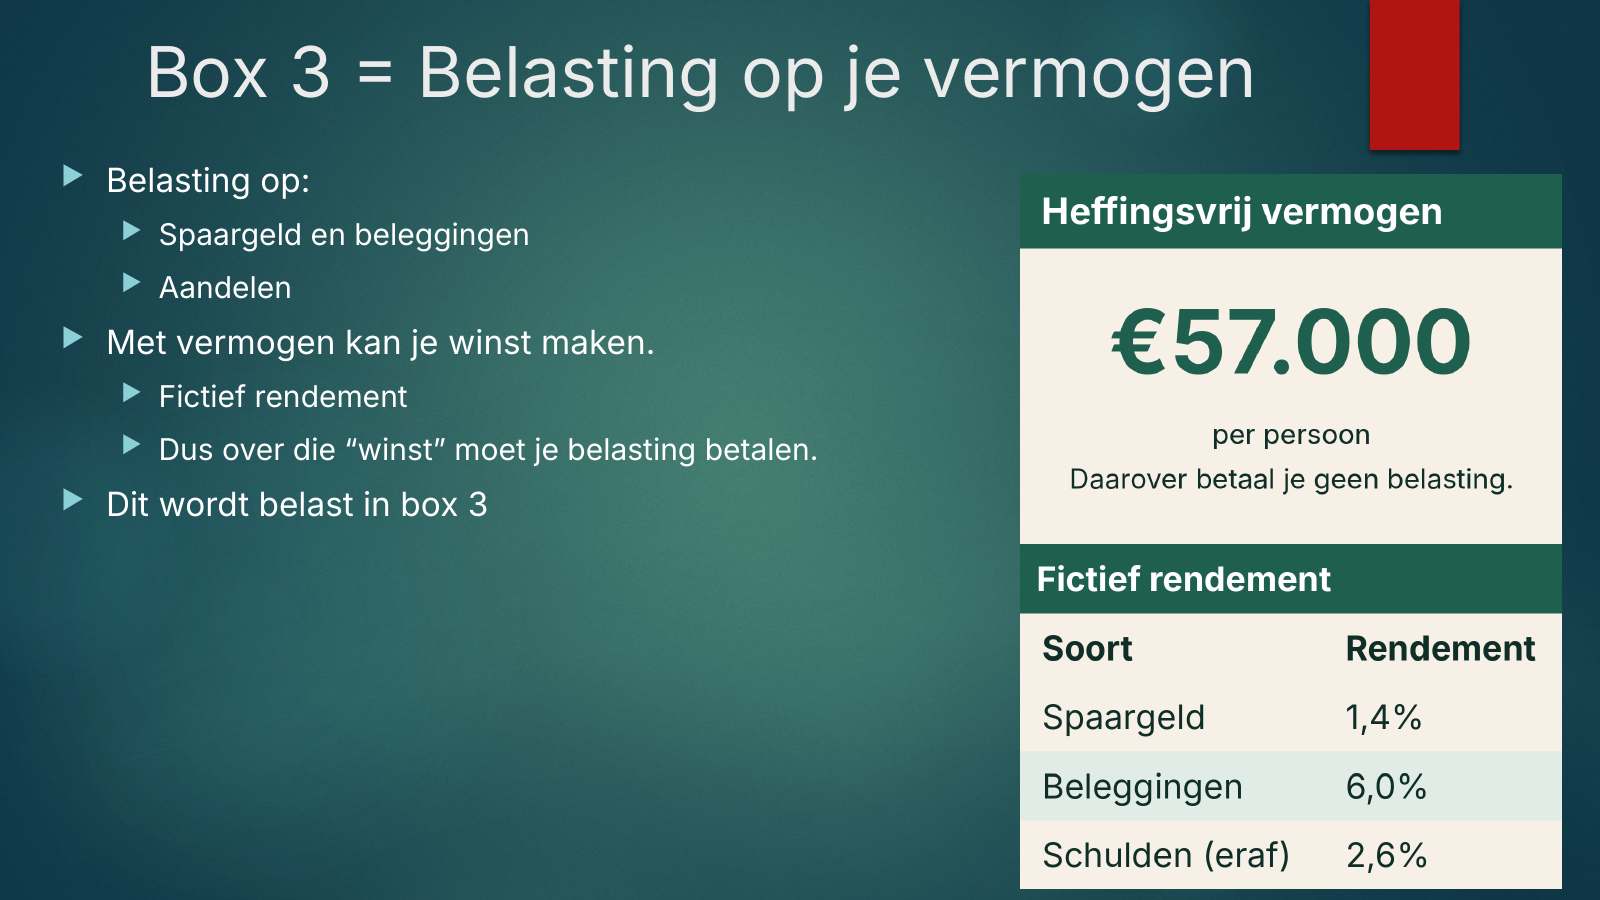 Box 3 = Belasting op je vermogen
Belasting op:
Spaargeld en beleggingen
Aandelen
Met vermogen kan je winst maken.
Fictief rendement
Dus over die “winst” moet je belasting betalen.
Dit wordt belast in box 3
Heffingsvrij vermogen
€57.000
per persoon
Daarover betaal je geen belasting.
Fictief rendement
Soort Rendement
Spaargeld 1,4%
Beleggingen 6,0%
Schulden (eraf) 2,6%